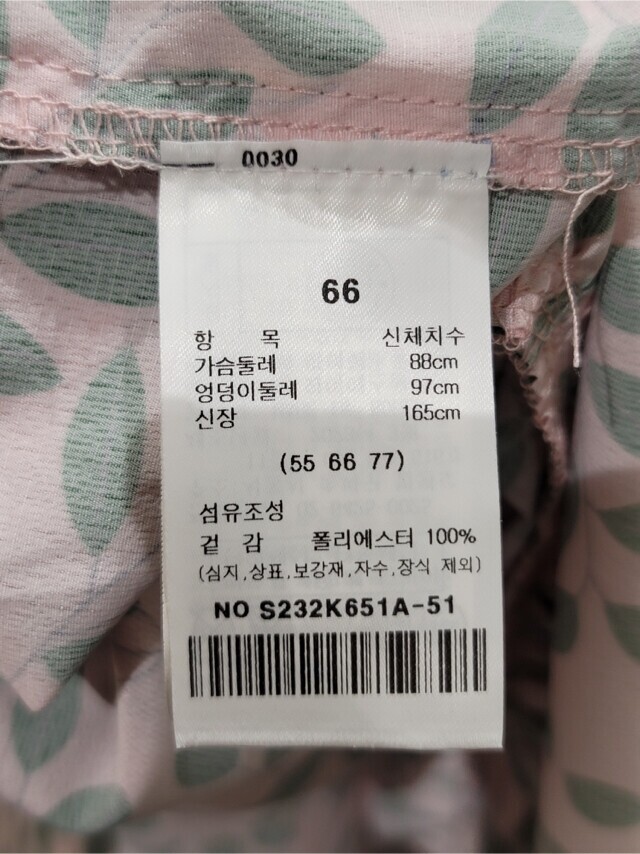 0030
66
항 목 신체치수
가슴둘레 88cm
엉덩이둘레 97cm
신장 165cm
(55 66 77)
섬유조성
겉 감 폴리에스터 100%
(심지,상표,보강재,자수,장식 제외)
NO S232K651A-51